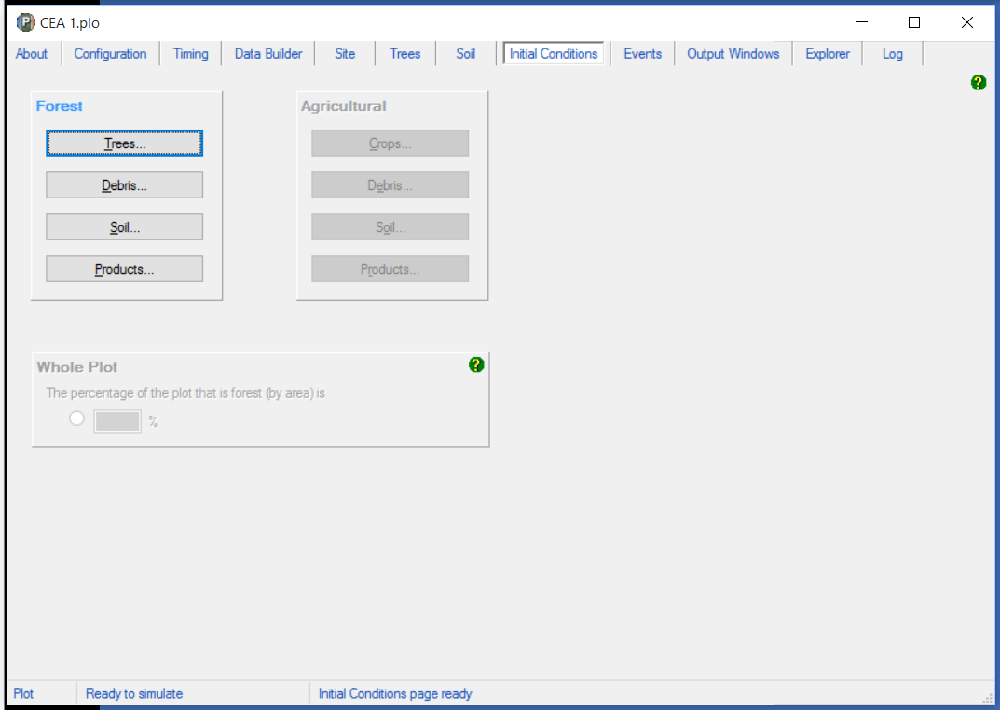 CEA 1.plo
About Configuration Timing Data Builder Site Trees Soil Initial Conditions Events Output Windows Explorer Log
?
Forest
Trees...
Debris...
Soil...
Products...
Agricultural
Crops...
Debris...
Soil...
Products...
Whole Plot
?
The percentage of the plot that is forest (by area) is
%
Plot Ready to simulate Initial Conditions page ready